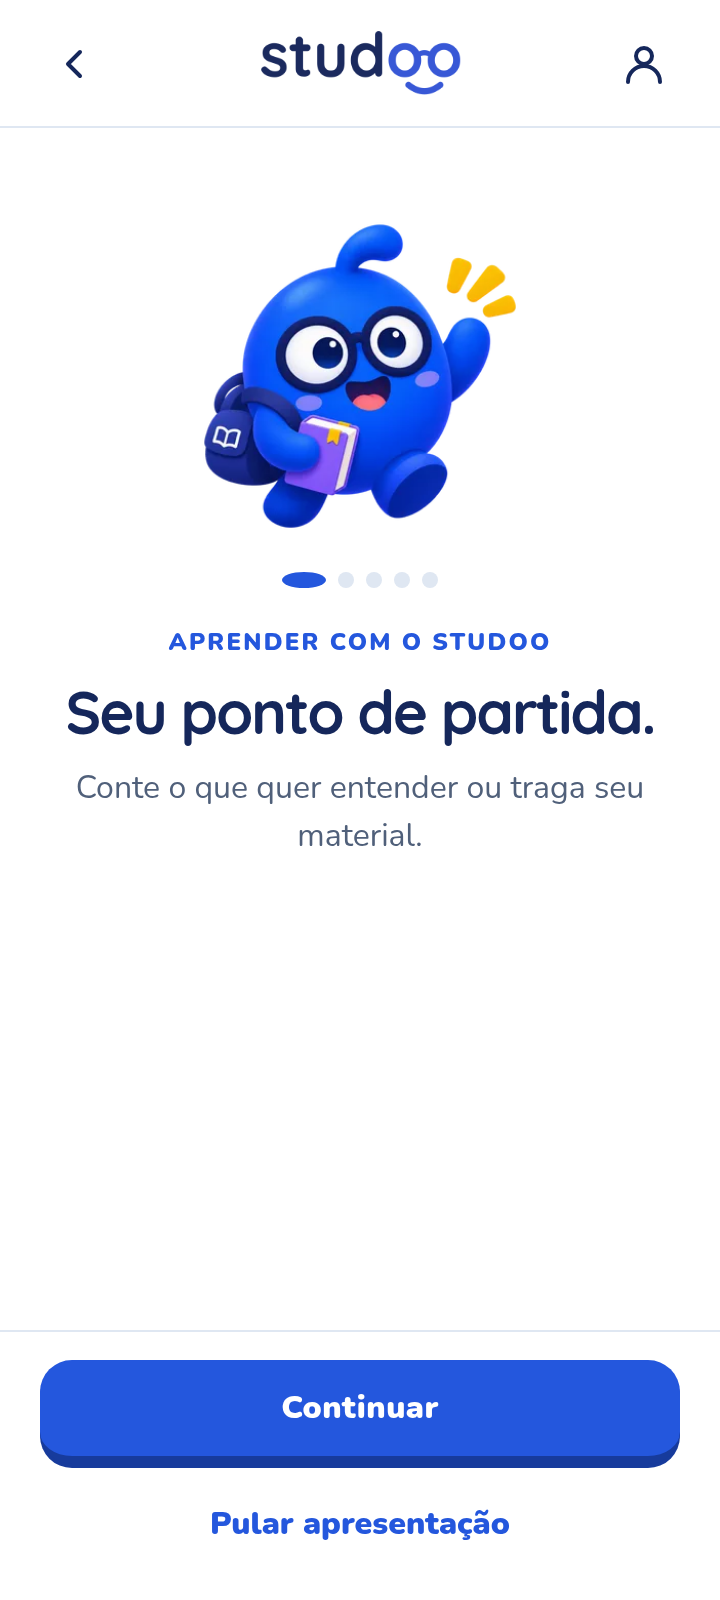 studoo
APRENDER COM O STUDOO
Seu ponto de partida.
Conte o que quer entender ou traga seu
material.
Continuar
Pular apresentação